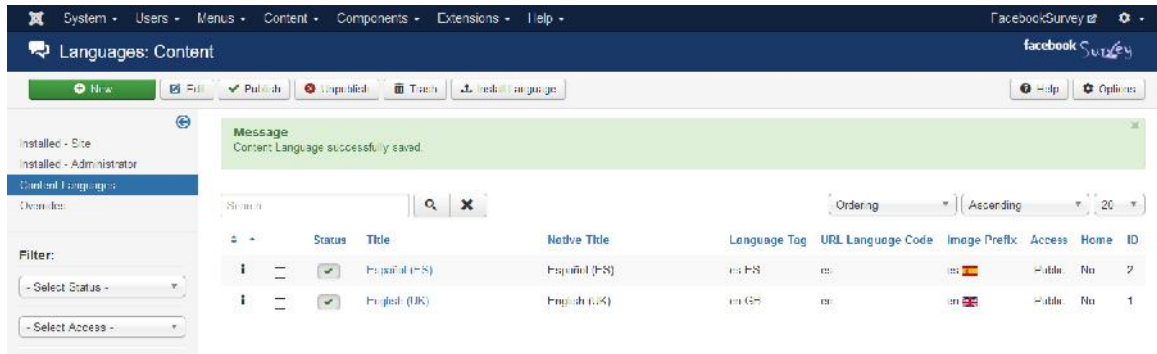 System Users Menus Content Components Extensions Help FacebookSurvey
Languages: Content facebook Survey
New Edit Publish Unpublish Trash Install Language Help Options
Installed - Site
Installed - Administrator
Content Languages
Overrides
Message
Content Language successfully saved.
Search Ordering Ascending 20
Status Title Native Title Language Tag URL Language Code Image Prefix Access Home ID
Español (ES) Español (ES) es-ES es es Public No 2
English (UK) English (UK) en-GB en en Public No 1
Filter:
- Select Status -
- Select Access -